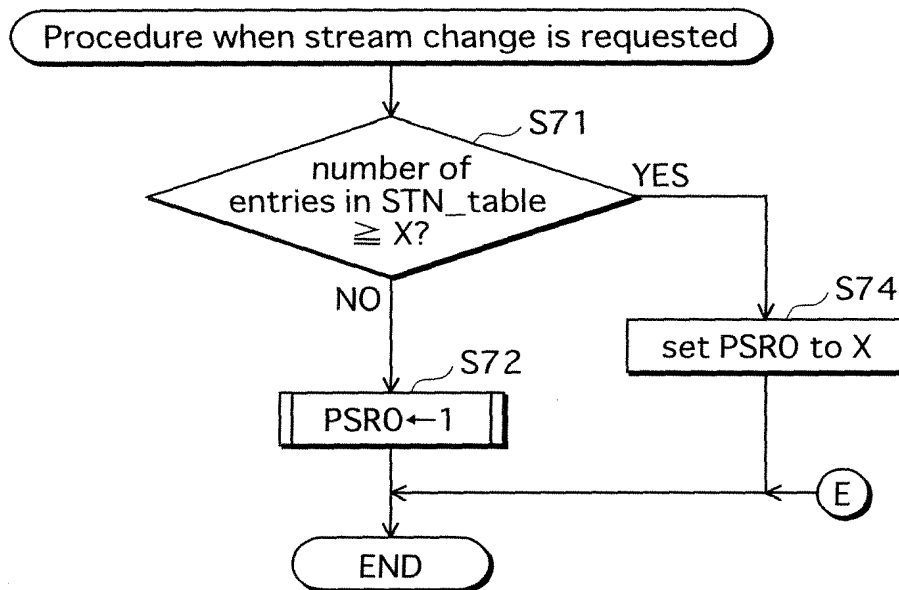 Procedure when stream change is requested
S71
number of
entries in STN_table
≧ X?
YES
NO
S74
set PSR0 to X
S72
PSR0←1
E
END